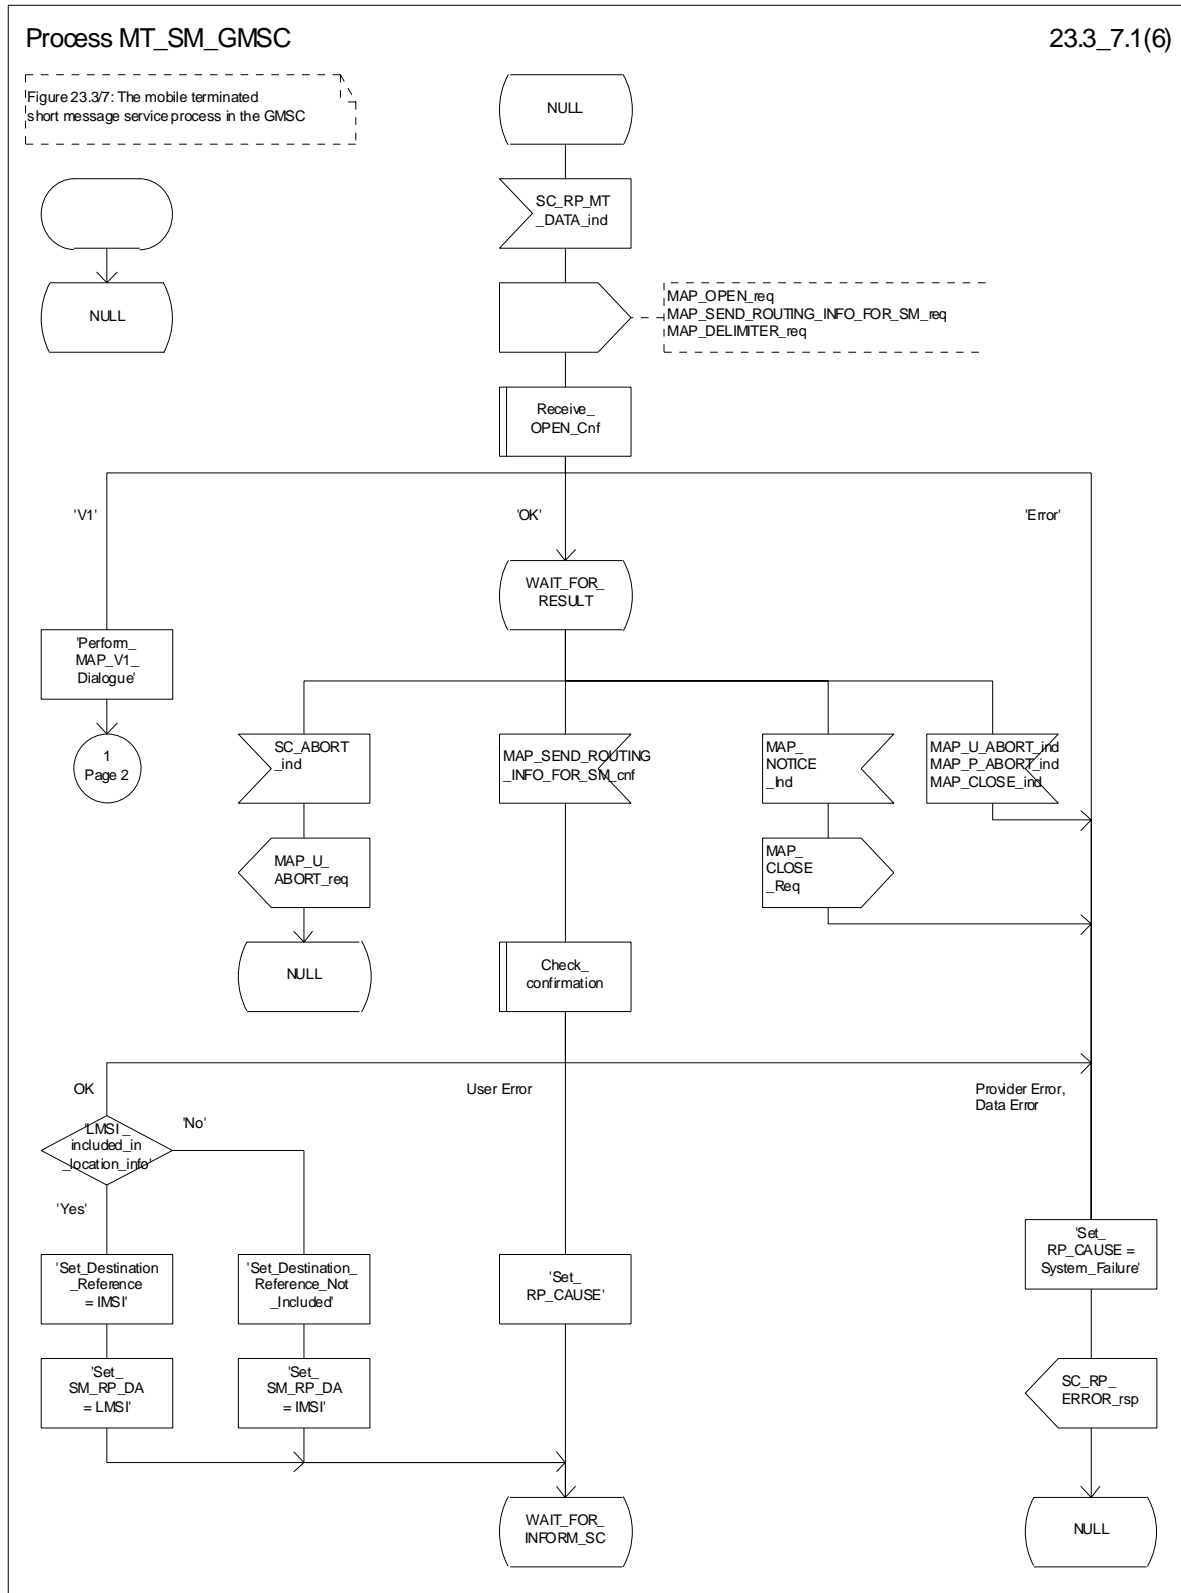 Process MT_SM_GMSC
23.3_7.1(6)
Figure 23.3/7: The mobile terminated
short message service process in the GMSC
NULL
SC_RP_MT
_DATA_ind
NULL
MAP_OPEN_req
MAP_SEND_ROUTING_INFO_FOR_SM_req
MAP_DELIMITER_req
Receive_
OPEN_Cnf
'V1'
'OK'
'Error'
WAIT_FOR_
RESULT
'Perform_
MAP_V1_
Dialogue'
1
Page 2
SC_ABORT
_ind
MAP_SEND_ROUTING
_INFO_FOR_SM_cnf
MAP_
NOTICE
_Ind
MAP_U_ABORT_ind
MAP_P_ABORT_ind
MAP_CLOSE_ind
MAP_U_
ABORT_req
MAP_
CLOSE
_Req
NULL
Check_
confirmation
OK
User Error
Provider Error,
Data Error
'LMSI_
included_in
_location_info'
'No'
'Yes'
'Set_Destination
_Reference
= IMSI'
'Set_Destination_
Reference_Not
_Included'
'Set_
RP_CAUSE'
'Set_
RP_CAUSE =
System_Failure'
'Set_
SM_RP_DA
= LMSI'
'Set_
SM_RP_DA
= IMSI'
SC_RP_
ERROR_rsp
WAIT_FOR_
INFORM_SC
NULL